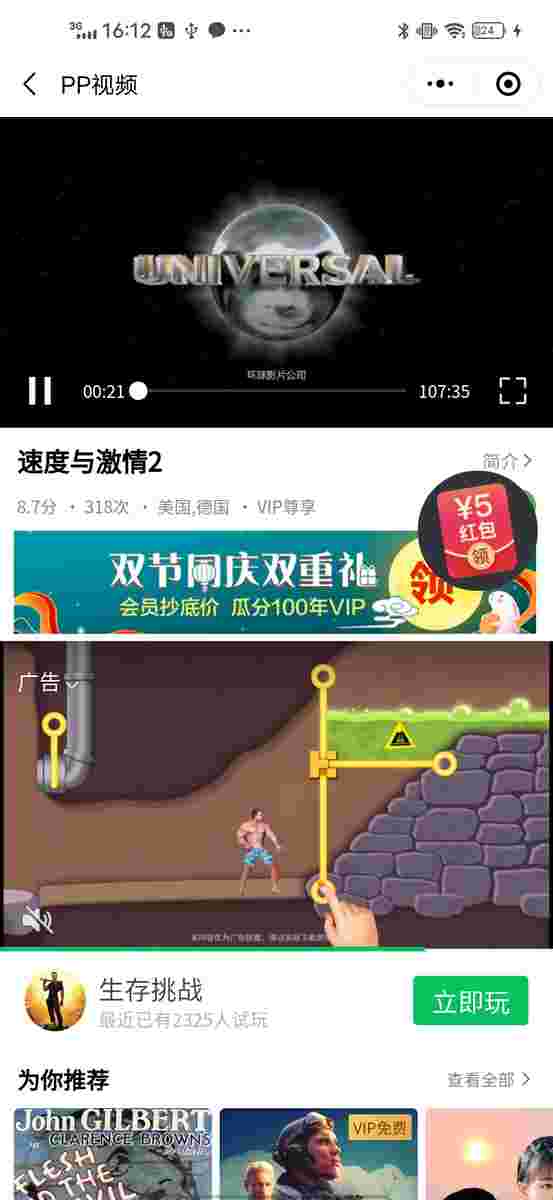 3G 16:12 24
PP视频
UNIVERSAL
环球影片公司
00:21
107:35
速度与激情2
简介
8.7分 · 318次 · 美国,德国 · VIP尊享
¥5
红包
领
双节同庆双重礼
会员抄底价 瓜分100年VIP
领
广告
生存挑战
最近已有2325人试玩
立即玩
为你推荐
查看全部
John GILBERT
CLARENCE BROWNS
FLESH
VIP免费